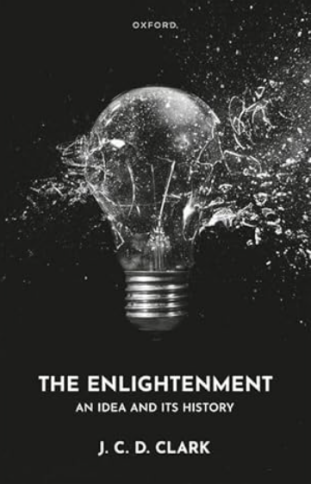 OXFORD
THE ENLIGHTENMENT
AN IDEA AND ITS HISTORY
J. C. D. CLARK